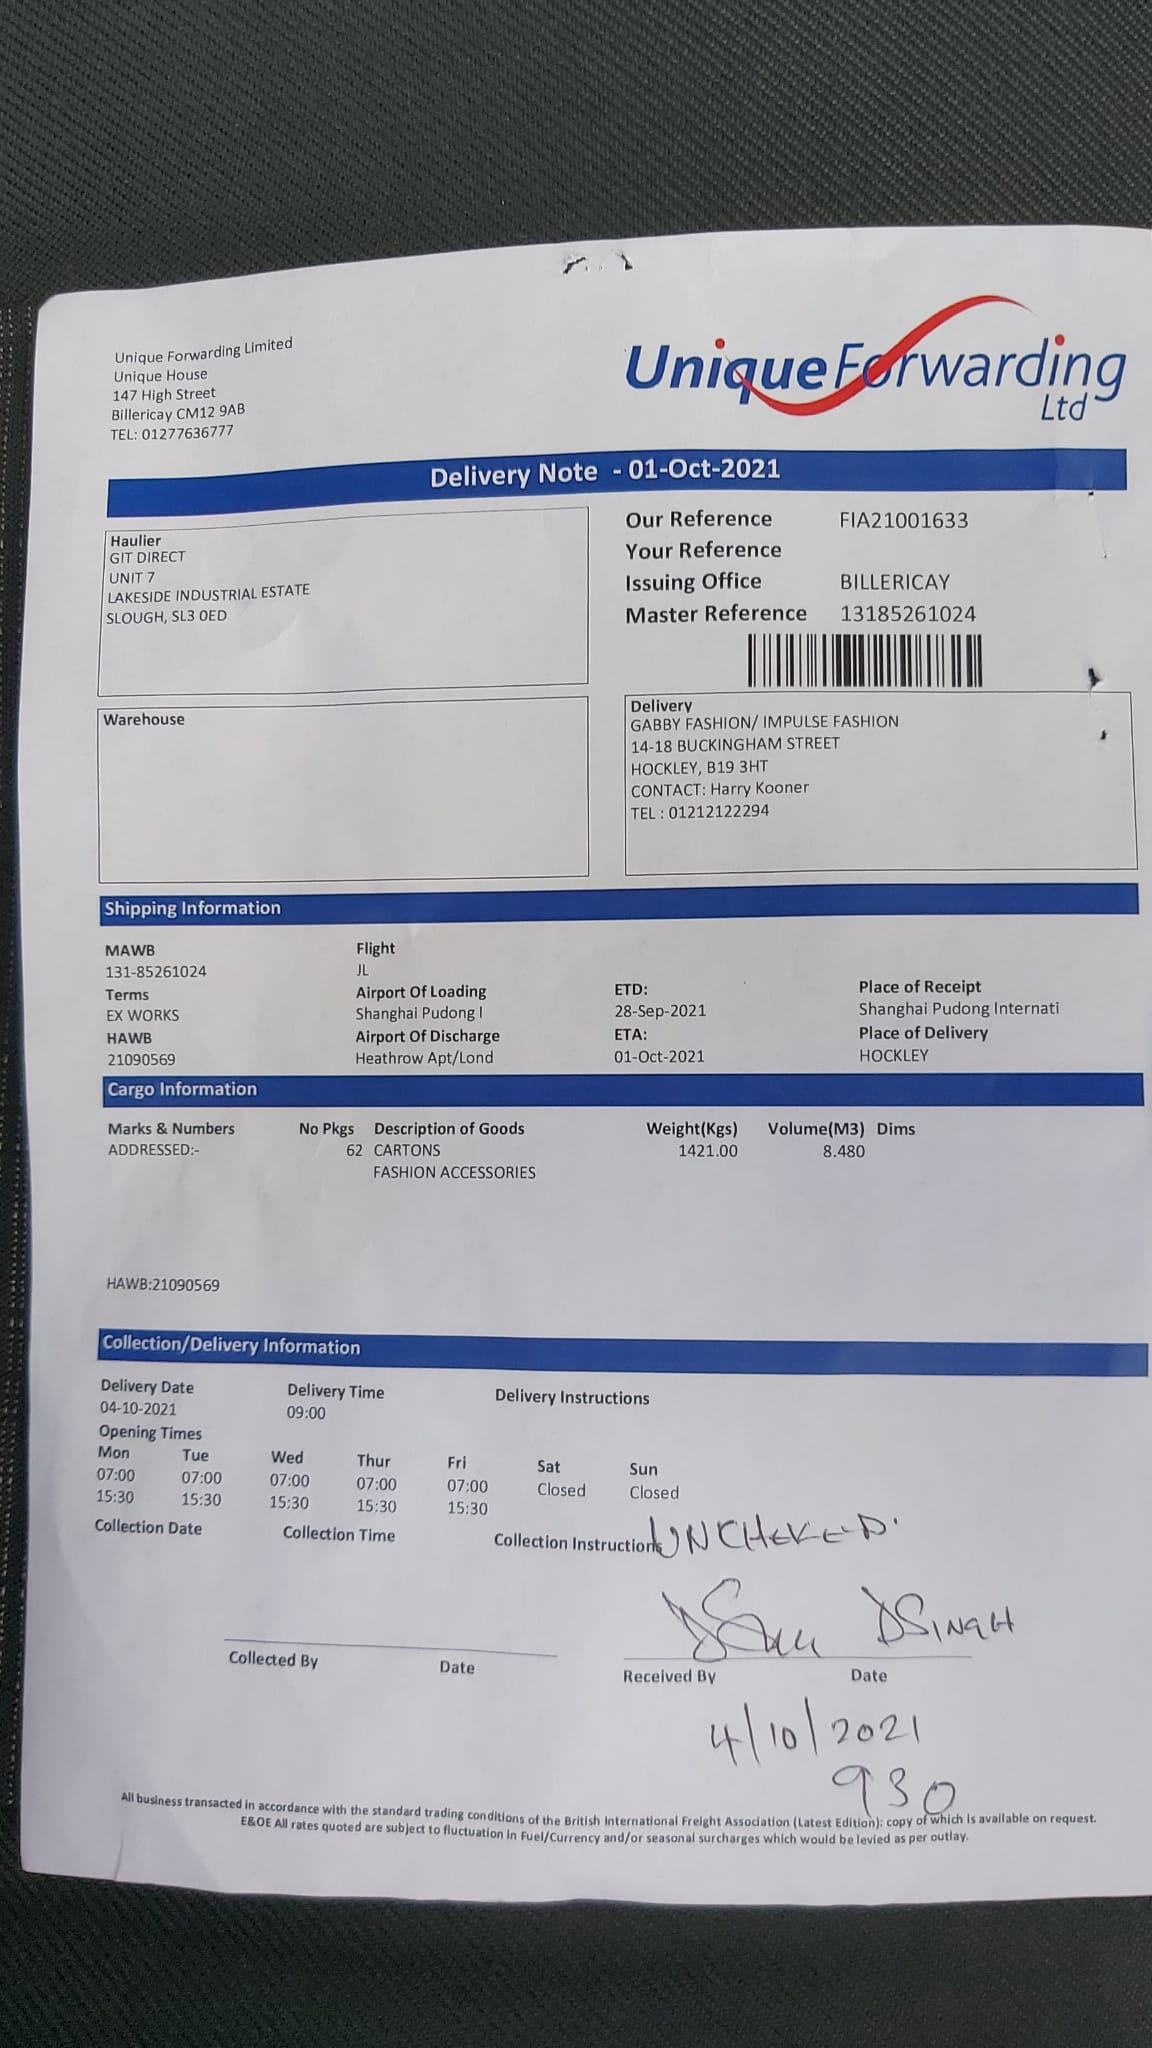 Unique Forwarding Limited
Unique House
147 High Street
Billericay CM12 9AB
TEL: 01277636777
Unique Forwarding
Ltd
Delivery Note - 01-Oct-2021
Haulier
GIT DIRECT
UNIT 7
LAKESIDE INDUSTRIAL ESTATE
SLOUGH, SL3 0ED
Our Reference FIA21001633
Your Reference
Issuing Office BILLERICAY
Master Reference 13185261024
Warehouse
Delivery
GABBY FASHION/ IMPULSE FASHION
14-18 BUCKINGHAM STREET
HOCKLEY, B19 3HT
CONTACT: Harry Kooner
TEL : 01212122294
Shipping Information
MAWB Flight
131-85261024 JL
Terms Airport Of Loading ETD: Place of Receipt
EX WORKS Shanghai Pudong I 28-Sep-2021 Shanghai Pudong Internati
HAWB Airport Of Discharge ETA: Place of Delivery
21090569 Heathrow Apt/Lond 01-Oct-2021 HOCKLEY
Cargo Information
Marks & Numbers No Pkgs Description of Goods Weight(Kgs) Volume(M3) Dims
ADDRESSED:- 62 CARTONS 1421.00 8.480
FASHION ACCESSORIES
HAWB:21090569
Collection/Delivery Information
Delivery Date Delivery Time Delivery Instructions
04-10-2021 09:00
Opening Times
Mon Tue Wed Thur Fri Sat Sun
07:00 07:00 07:00 07:00 07:00 Closed Closed
15:30 15:30 15:30 15:30 15:30
Collection Date Collection Time Collection Instructions UNCHEKED.
DSINGH
Collected By Date Received By Date
4/10/2021
930
All business transacted in accordance with the standard trading conditions of the British International Freight Association (Latest Edition): copy of which is available on request.
E&OE All rates quoted are subject to fluctuation in Fuel/Currency and/or seasonal surcharges which would be levied as per outlay.